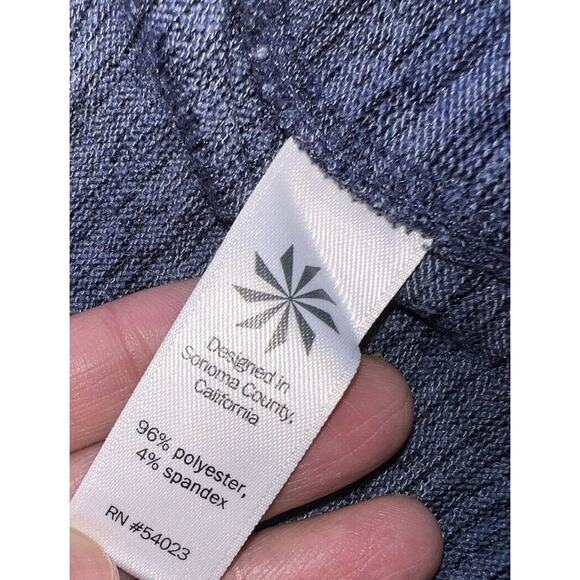 Designed in
Sonoma County,
California
96% polyester,
4% spandex
RN #54023